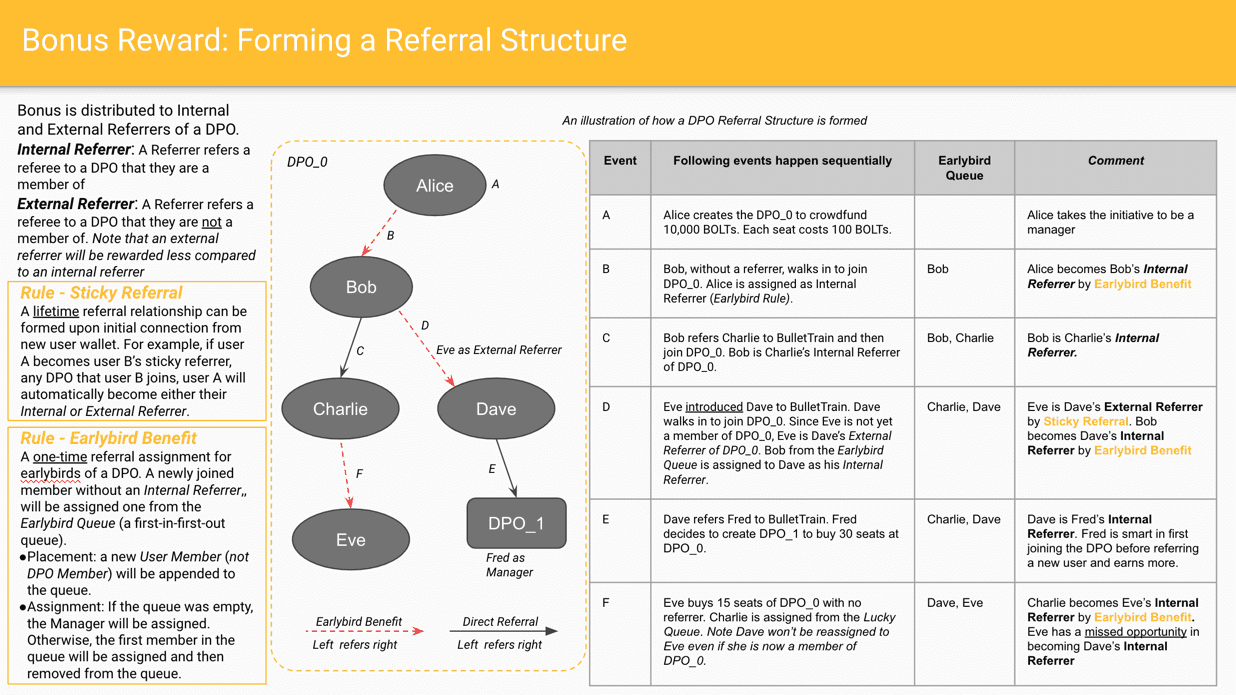 Bonus Reward: Forming a Referral Structure
Bonus is distributed to Internal
and External Referrers of a DPO.
Internal Referrer: A Referrer refers a
referee to a DPO that they are a
member of
External Referrer: A Referrer refers a
referee to a DPO that they are not a
member of. Note that an external
referrer will be rewarded less compared
to an internal referrer
Rule - Sticky Referral
A lifetime referral relationship can be
formed upon initial connection from
new user wallet. For example, if user
A becomes user B's sticky referrer,
any DPO that user B joins, user A will
automatically become either their
Internal or External Referrer.
Rule - Earlybird Benefit
A one-time referral assignment for
earlybirds of a DPO. A newly joined
member without an Internal Referrer,,
will be assigned one from the
Earlybird Queue (a first-in-first-out
queue).
●Placement: a new User Member (not
DPO Member) will be appended to
the queue.
●Assignment: If the queue was empty,
the Manager will be assigned.
Otherwise, the first member in the
queue will be assigned and then
removed from the queue.
An illustration of how a DPO Referral Structure is formed
DPO_0
Alice
A
B
Bob
D
C
Eve as External Referrer
Charlie
Dave
F
E
Eve
DPO_1
Fred as
Manager
Earlybird Benefit
Left refers right
Direct Referral
Left refers right
Event
Following events happen sequentially
Earlybird
Queue
Comment
A
Alice creates the DPO_0 to crowdfund
10,000 BOLTs. Each seat costs 100 BOLTs.
Alice takes the initiative to be a
manager
B
Bob, without a referrer, walks in to join
DPO_0. Alice is assigned as Internal
Referrer (Earlybird Rule).
Bob
Alice becomes Bob's Internal
Referrer by Earlybird Benefit
C
Bob refers Charlie to BulletTrain and then
join DPO_0. Bob is Charlie's Internal Referrer
of DPO_0.
Bob, Charlie
Bob is Charlie's Internal
Referrer.
D
Eve introduced Dave to BulletTrain. Dave
walks in to join DPO_0. Since Eve is not yet
a member of DPO_0, Eve is Dave's External
Referrer of DPO_0. Bob from the Earlybird
Queue is assigned to Dave as his Internal
Referrer.
Charlie, Dave
Eve is Dave's External Referrer
by Sticky Referral. Bob
becomes Dave's Internal
Referrer by Earlybird Benefit
E
Dave refers Fred to BulletTrain. Fred
decides to create DPO_1 to buy 30 seats at
DPO_0.
Charlie, Dave
Dave is Fred's Internal
Referrer. Fred is smart in first
joining the DPO before referring
a new user and earns more.
F
Eve buys 15 seats of DPO_0 with no
referrer. Charlie is assigned from the Lucky
Queue. Note Dave won't be reassigned to
Eve even if she is now a member of
DPO_0.
Dave, Eve
Charlie becomes Eve's Internal
Referrer by Earlybird Benefit.
Eve has a missed opportunity in
becoming Dave's Internal
Referrer